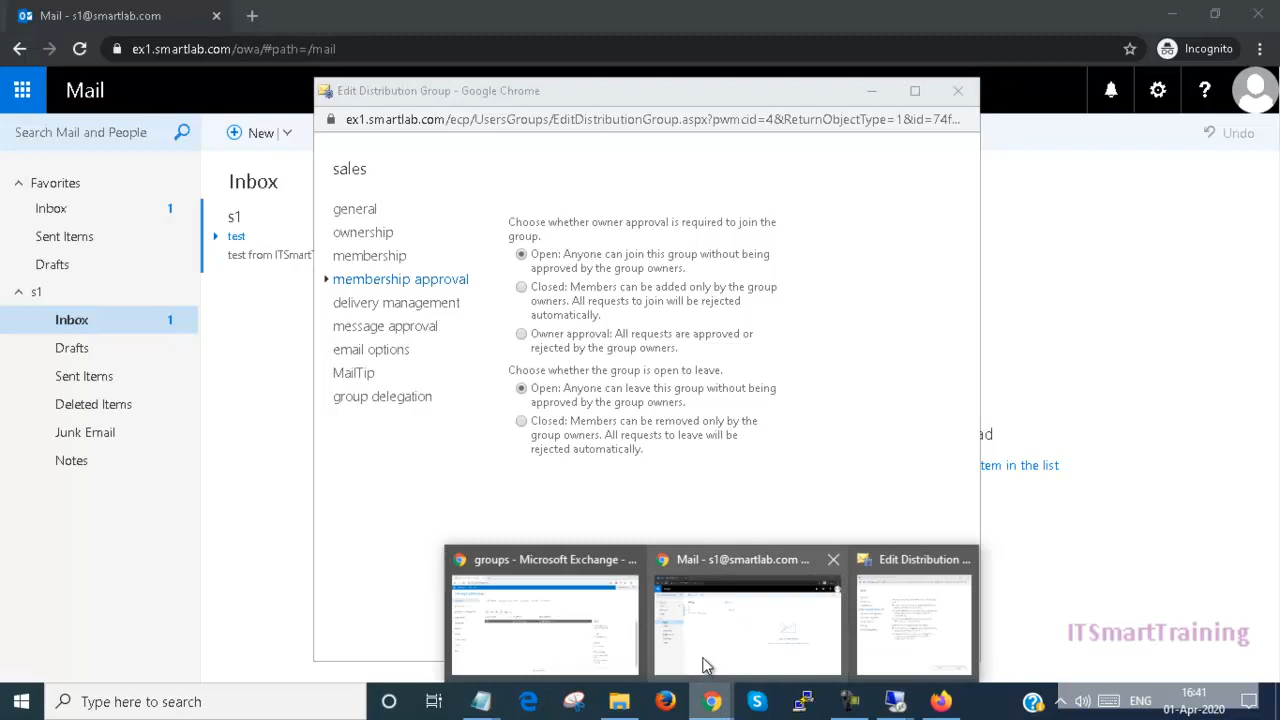 Mail - s1@smartlab.com
ex1.smartlab.com/owa/#path=/mail
Incognito
Mail
Edit Distribution Group - Google Chrome
ex1.smartlab.com/ecp/UsersGroups/EditDistributionGroup.aspx?pwmcid=4&ReturnObjectType=1&id=74f...
Search Mail and People
New
Undo
Favorites
Inbox 1
Sent Items
Drafts
s1
Inbox 1
Drafts
Sent Items
Deleted Items
Junk Email
Notes
Inbox
s1
test
test from ITSmartT
sales
general
ownership
membership
membership approval
delivery management
message approval
email options
MailTip
group delegation
Choose whether owner approval is required to join the
group.
Open: Anyone can join this group without being
approved by the group owners.
Closed: Members can be added only by the group
owners. All requests to join will be rejected
automatically.
Owner approval: All requests are approved or
rejected by the group owners.
Choose whether the group is open to leave.
Open: Anyone can leave this group without being
approved by the group owners.
Closed: Members can be removed only by the
group owners. All requests to leave will be
rejected automatically.
ad
tem in the list
groups - Microsoft Exchange - ...
Mail - s1@smartlab.com ...
Edit Distribution ...
ITSmartTraining
Type here to search
ENG
16:41
01-Apr-2020